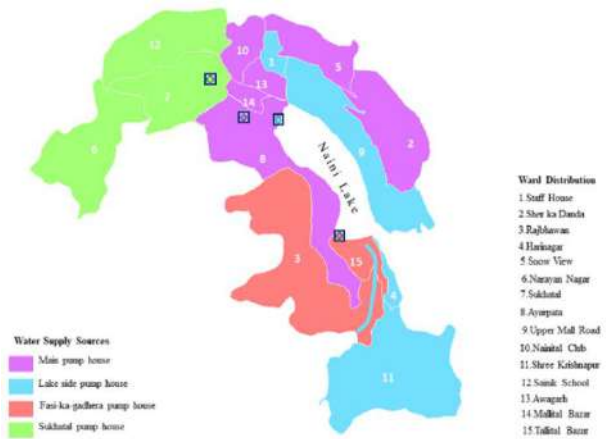 12
10
5
1
7
13
14
6
8
9
2
Naini Lake
3
15
4
11
Ward Distribution
1.Staff House
2.Sher ka Danda
3.Rajbhawan
4.Harinagar
5 Snow View
6.Narayan Nagar
7.Sukhatal
8.Ayarpata
9.Upper Mall Road
10.Nainital Club
11.Shree Krishnapur
12 Sainik School
13.Awagarh
14.Mallital Bazar
15.Tallital Bazar
Water Supply Sources
Main pump house
Lake side pump house
Fasi-ka-gadhera pump house
Sukhatal pump house